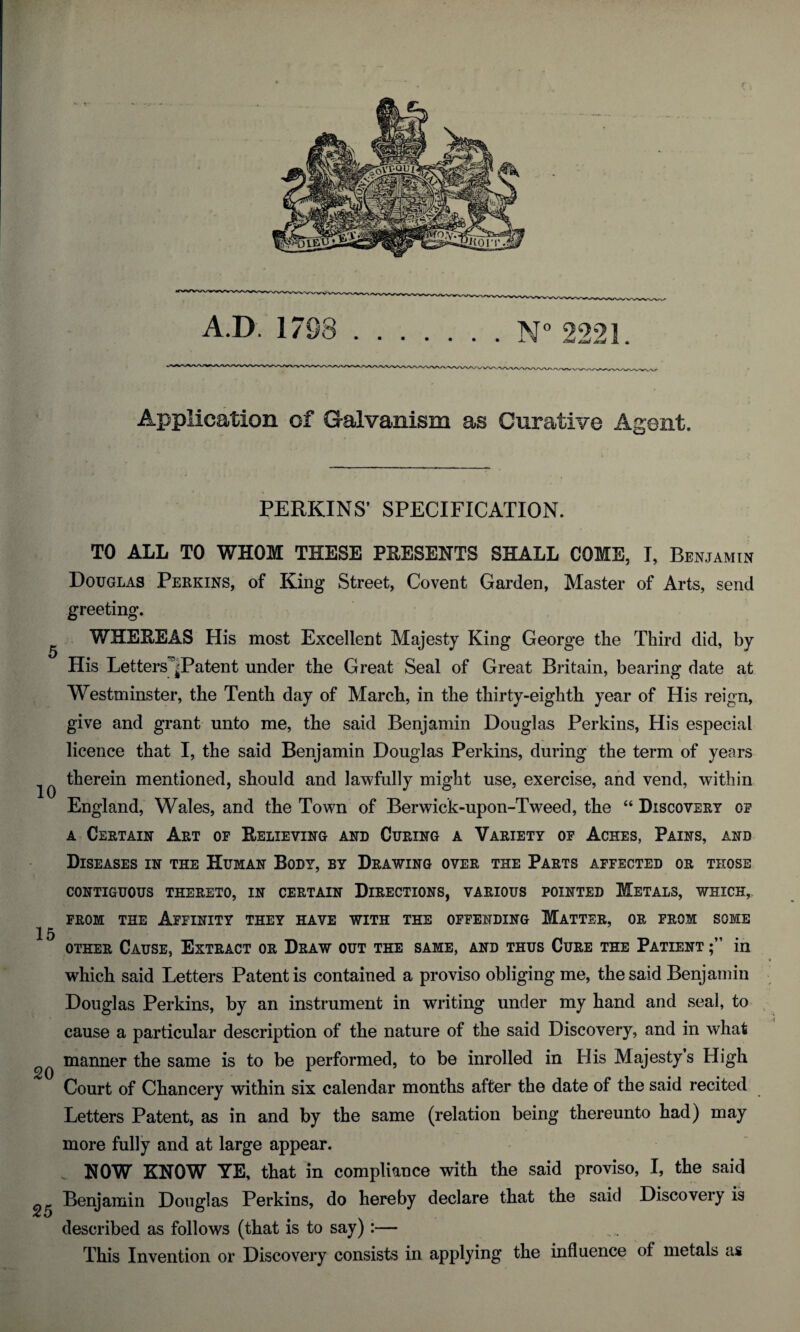 SOIT QUI
DIEU ET MON DROIT
A.D. 1798 . . . . . . . N° 2221.
Application of Galvanism as Curative Agent.
PERKINS' SPECIFICATION.
TO ALL TO WHOM THESE PRESENTS SHALL COME, I, Benjamin
Douglas Perkins, of King Street, Covent Garden, Master of Arts, send
greeting.
5 WHEREAS His most Excellent Majesty King George the Third did, by
His Letters Patent under the Great Seal of Great Britain, bearing date at
Westminster, the Tenth day of March, in the thirty-eighth year of His reign,
give and grant unto me, the said Benjamin Douglas Perkins, His especial
licence that I, the said Benjamin Douglas Perkins, during the term of years
10 therein mentioned, should and lawfully might use, exercise, and vend, within
England, Wales, and the Town of Berwick-upon-Tweed, the “ Discovery of
a Certain Art of Relieving and Curing a Variety of Aches, Pains, and
Diseases in the Human Body, by Drawing over the Parts affected or those
contiguous thereto, in certain Directions, various pointed Metals, which,
15 from the Affinity they have with the offending Matter, or from some
other Cause, Extract or Draw out the same, and thus Cure the Patient ;” in
which said Letters Patent is contained a proviso obliging me, the said Benjamin
Douglas Perkins, by an instrument in writing under my hand and seal, to
cause a particular description of the nature of the said Discovery, and in what
20 manner the same is to be performed, to be inrolled in His Majesty's High
Court of Chancery within six calendar months after the date of the said recited
Letters Patent, as in and by the same (relation being thereunto had) may
more fully and at large appear.
NOW KNOW YE, that in compliance with the said proviso, I, the said
25 Benjamin Douglas Perkins, do hereby declare that the said Discovery is
described as follows (that is to say) :—
This Invention or Discovery consists in applying the influence of metals as